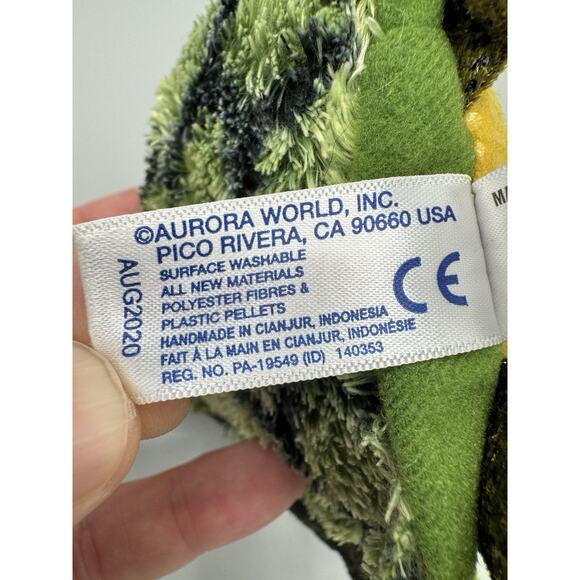 ©AURORA WORLD, INC.
PICO RIVERA, CA 90660 USA
SURFACE WASHABLE
ALL NEW MATERIALS
POLYESTER FIBRES &
PLASTIC PELLETS
HANDMADE IN CIANJUR, INDONESIA
FAIT À LA MAIN EN CIANJUR, INDONÉSIE
REG. NO. PA-19549 (ID) 140353
CE
AUG2020
MA